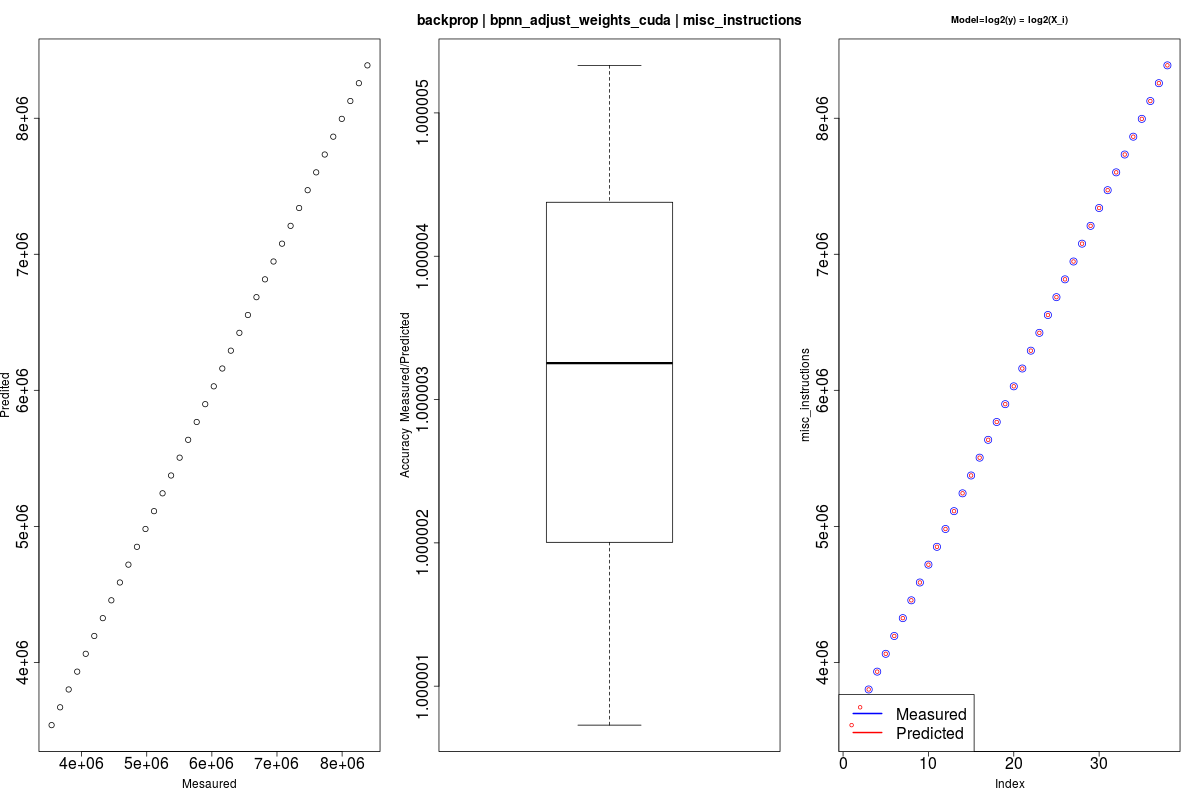 backprop | bpnn_adjust_weights_cuda | misc_instructions
Model=log2(y) = log2(X_i)
Predited
4e+06 5e+06 6e+06 7e+06 8e+06
4e+06 5e+06 6e+06 7e+06 8e+06
Mesaured
Accuracy Measured/Predicted
1.000001 1.000002 1.000003 1.000004 1.000005
misc_instructions
4e+06 5e+06 6e+06 7e+06 8e+06
Measured
Predicted
0 10 20 30
Index